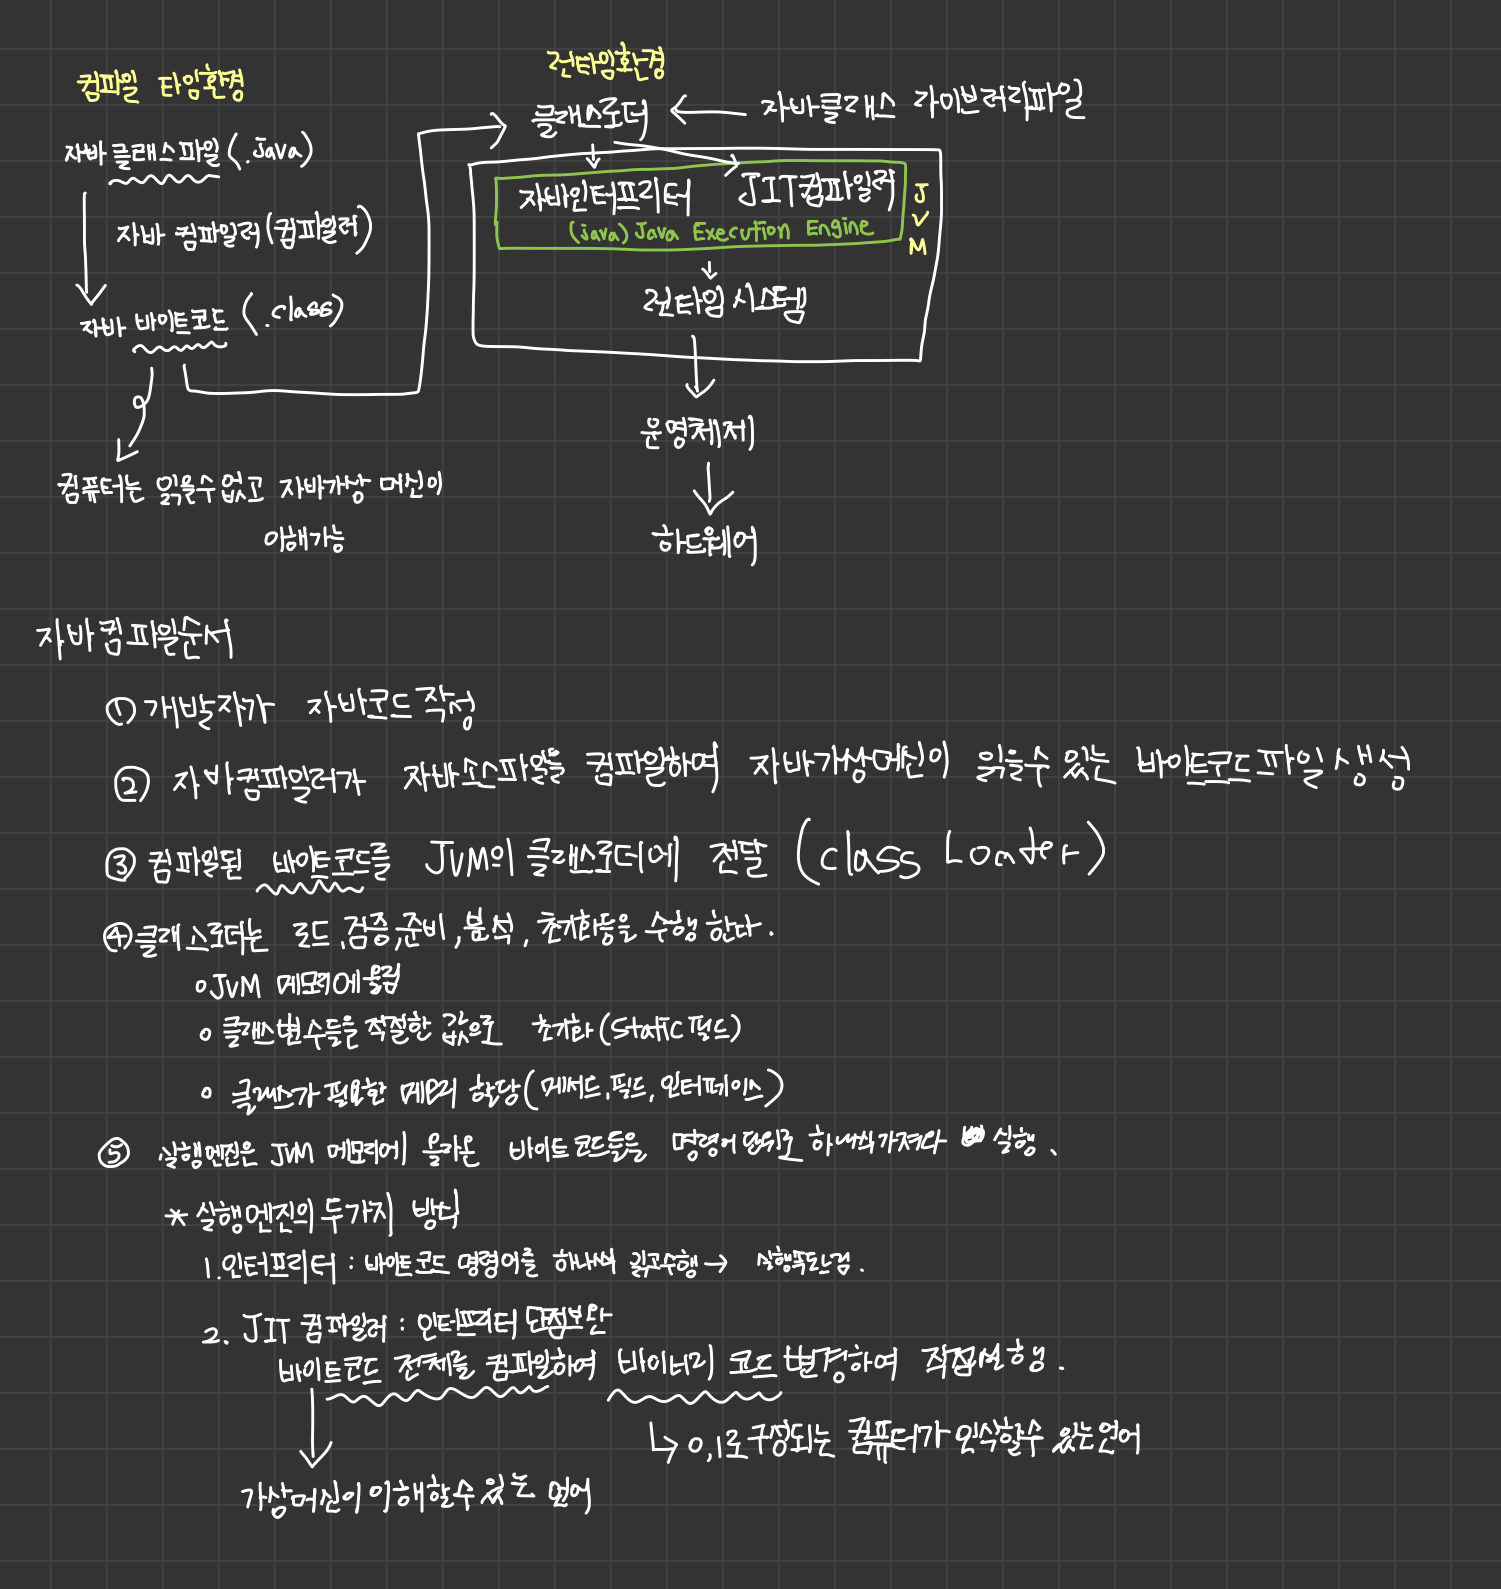 컴파일 타임환경
자바 클래스파일 (.java)
자바 컴파일러 (컴파일러)
자바 바이트코드 (.class)
컴퓨터는 읽을수없고 자바가상 머신이
이해가능
런타임환경
클래스로더
자바클래스 라이브러리파일
자바인터프리터 JIT컴파일러
(java) Java Execution Engine
JVM
런타임 시스템
운영체제
하드웨어
자바컴파일순서
① 개발자가 자바코드작성
② 자바컴파일러가 자바소스파일을 컴파일하여 자바가상머신이 읽을수 있는 바이트코드파일생성
③ 컴파일된 바이트코드를 JVM의 클래스로더에 전달 (class Loader)
④ 클래스로더는 로드,검증,준비,분석,초기화등을 수행한다.
o JVM 메모리에올림
o 클래스변수들을 적절한 값으로 초기화(Static 필드)
o 클래스가 필요한 메모리 할당(메서드,필드,인터페이스)
⑤ 실행엔진은 JVM 메모리에 올라온 바이트코드들을 명령어단위로 하나씩가져와 실행.
* 실행엔진의 두가지 방식
1. 인터프리터 : 바이트코드 명령어를 하나씩 읽고수행 → 실행속도느림.
2. JIT 컴파일러 : 인터프리터 단점보완
바이트코드 전체를 컴파일하여 바이너리 코드 변경하여 직접실행.
0,1로 구성되는 컴퓨터가 인식할수 있는언어
가상머신이 이해할수있는 언어